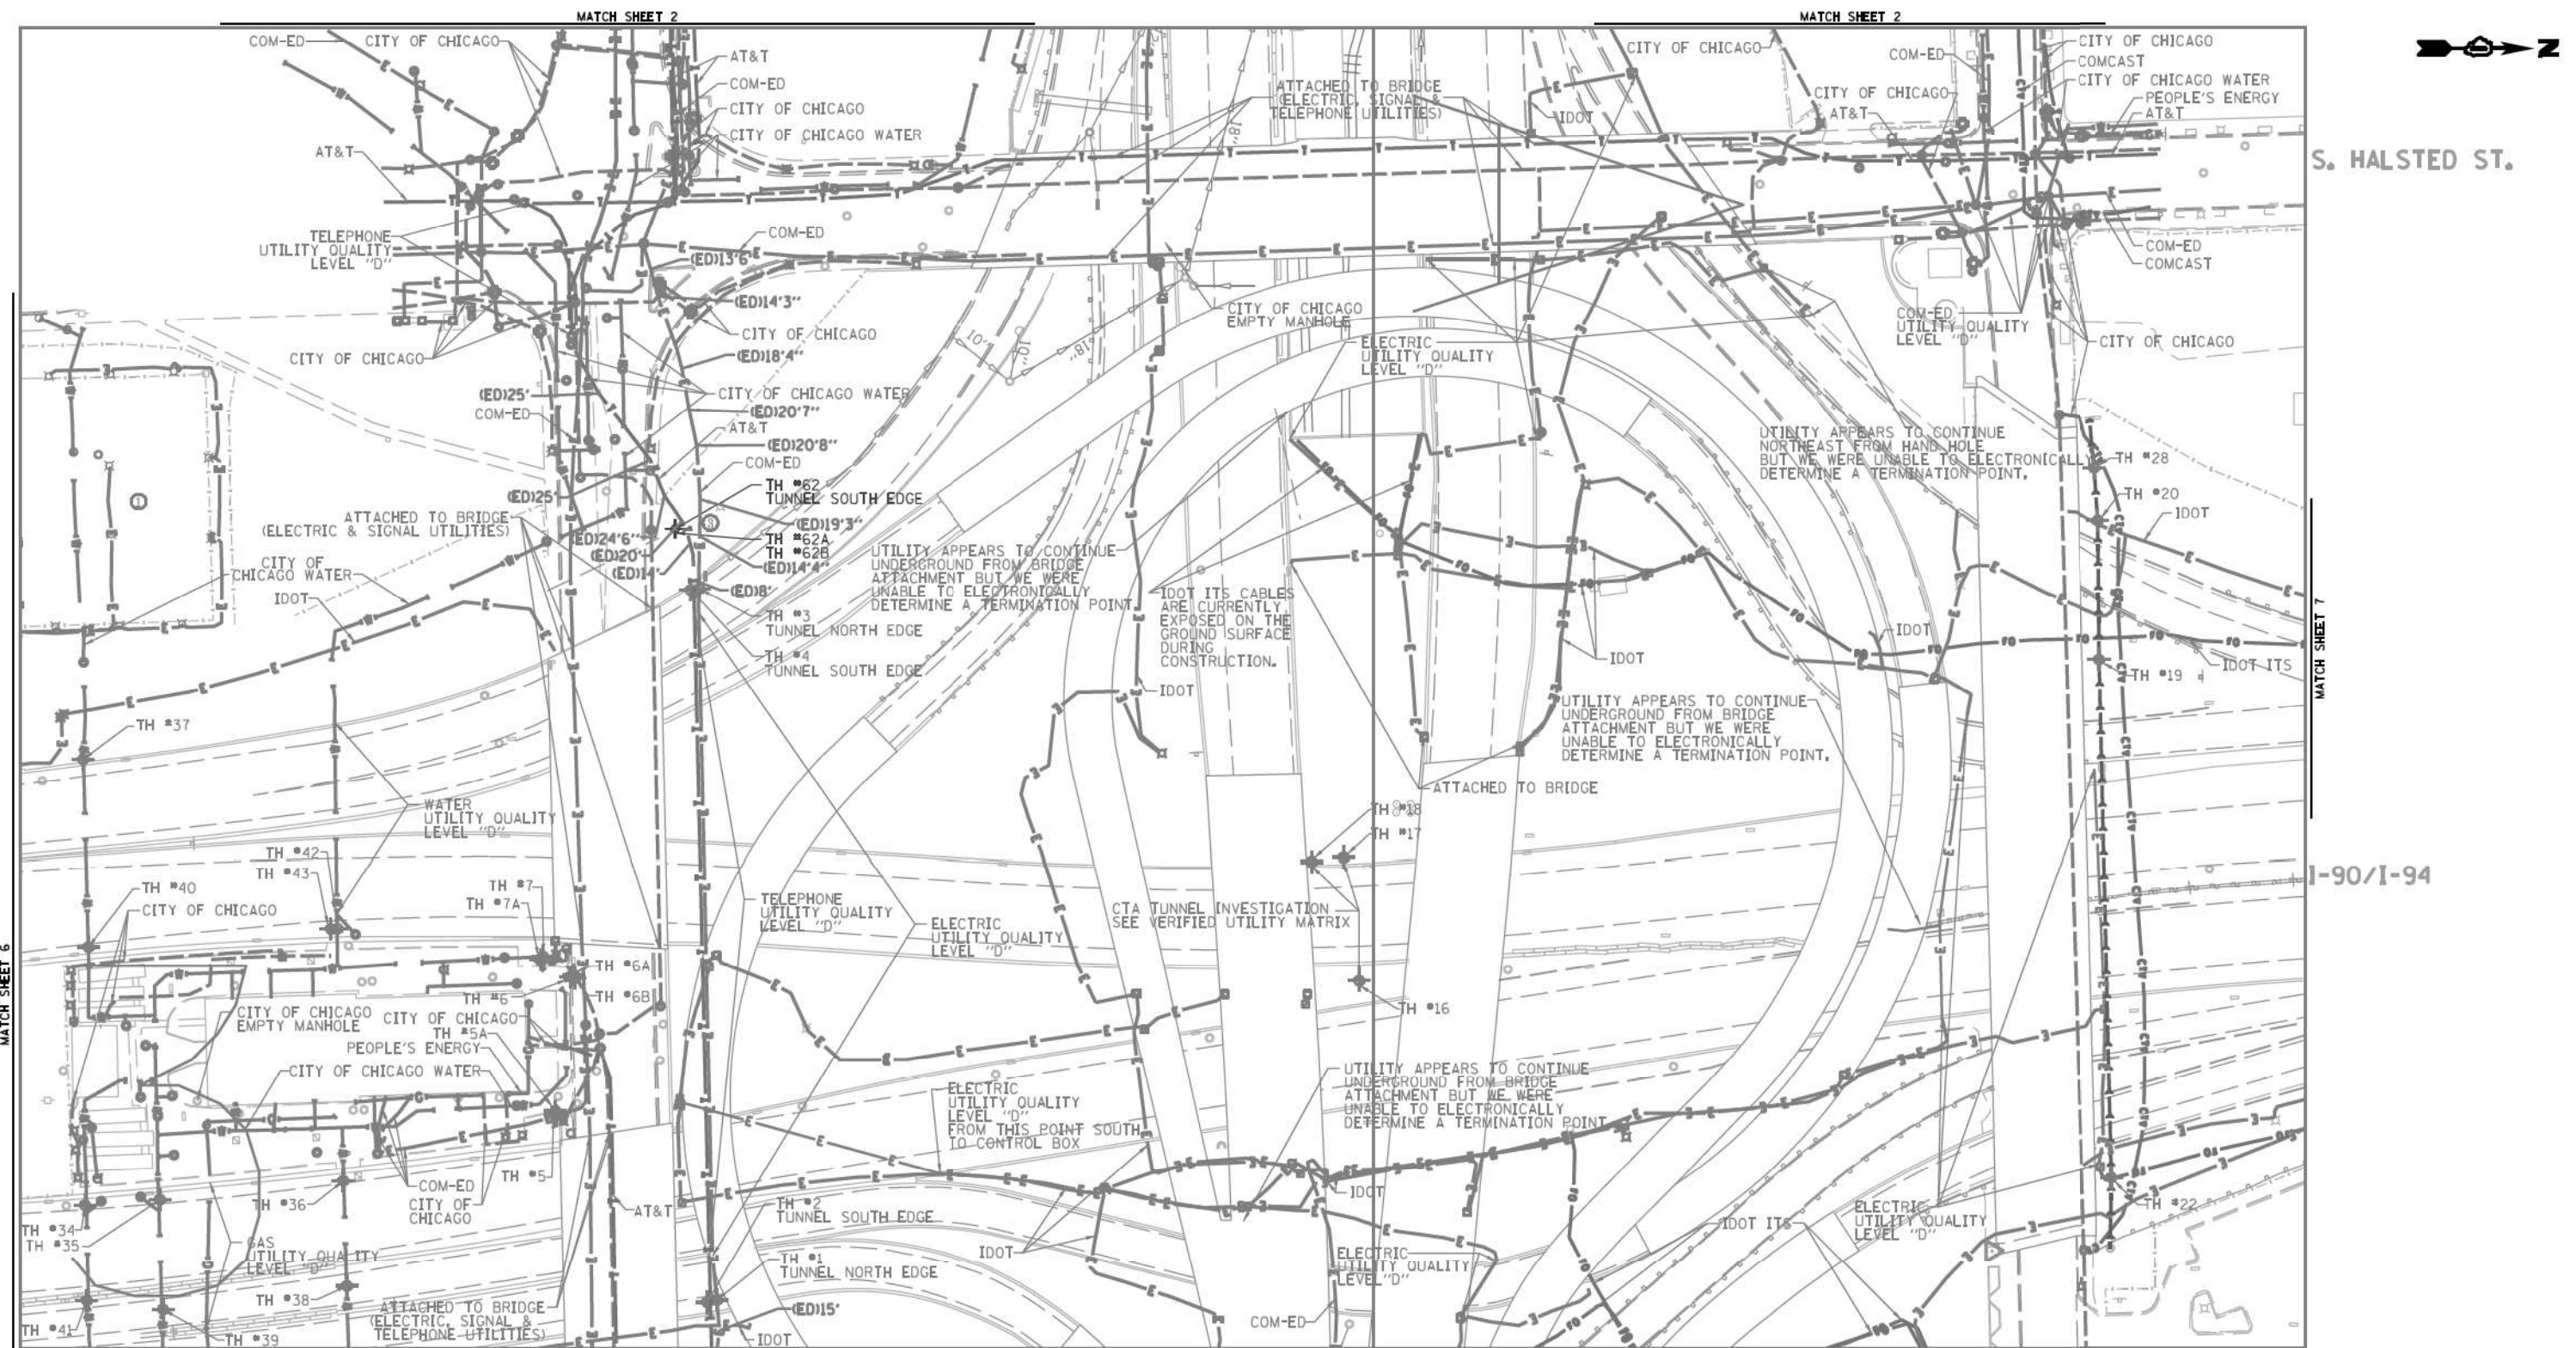 MATCH SHEET 2
MATCH SHEET 2
N
COM-ED
CITY OF CHICAGO
AT&T
COM-ED
CITY OF CHICAGO
CITY OF CHICAGO WATER
AT&T
ATTACHED TO BRIDGE
(ELECTRIC, SIGNAL &
TELEPHONE UTILITIES)
18"
IDOT
CITY OF CHICAGO
COM-ED
CITY OF CHICAGO
AT&T
CITY OF CHICAGO
COMCAST
CITY OF CHICAGO WATER
PEOPLE'S ENERGY
AT&T
S. HALSTED ST.
TELEPHONE
UTILITY QUALITY
LEVEL "D"
COM-ED
(ED)13'6"
(ED)14'3"
CITY OF CHICAGO
CITY OF CHICAGO
(ED)18'4"
CITY OF CHICAGO WATER
(ED)25'
COM-ED
(ED)20'7"
AT&T
(ED)20'8"
COM-ED
10"
10"
18"
CITY OF CHICAGO
EMPTY MANHOLE
ELECTRIC
UTILITY QUALITY
LEVEL "D"
COM-ED
COMCAST
COM-ED
UTILITY QUALITY
LEVEL "D"
CITY OF CHICAGO
UTILITY APPEARS TO CONTINUE
NORTHEAST FROM HAND HOLE
BUT WE WERE UNABLE TO ELECTRONICALLY
DETERMINE A TERMINATION POINT.
TH #28
TH #20
IDOT
1
TH #62
TUNNEL SOUTH EDGE
3
(ED)25'
ATTACHED TO BRIDGE
(ELECTRIC & SIGNAL UTILITIES)
(ED)19'3"
TH #62A
TH #62B
(ED)14'4"
(ED)24'6"
(ED)20'
(ED)14'
(ED)8'
CITY OF
CHICAGO WATER
IDOT
UTILITY APPEARS TO CONTINUE
UNDERGROUND FROM BRIDGE
ATTACHMENT BUT WE WERE
UNABLE TO ELECTRONICALLY
DETERMINE A TERMINATION POINT
TH #3
TUNNEL NORTH EDGE
TH #4
TUNNEL SOUTH EDGE
IDOT ITS CABLES
ARE CURRENTLY
EXPOSED ON THE
GROUND SURFACE
DURING
CONSTRUCTION.
IDOT
IDOT
IDOT
IDOT ITS
TH #19
MATCH SHEET 7
TH #37
UTILITY APPEARS TO CONTINUE
UNDERGROUND FROM BRIDGE
ATTACHMENT BUT WE WERE
UNABLE TO ELECTRONICALLY
DETERMINE A TERMINATION POINT.
ATTACHED TO BRIDGE
WATER
UTILITY QUALITY
LEVEL "D"
TH #18
TH #17
TH #42
TH #43
TH #40
CITY OF CHICAGO
TH #7
TH #7A
TELEPHONE
UTILITY QUALITY
LEVEL "D"
ELECTRIC
UTILITY QUALITY
LEVEL "D"
CTA TUNNEL INVESTIGATION
SEE VERIFIED UTILITY MATRIX
I-90/I-94
MATCH SHEET 6
TH #6A
TH #6
TH #6B
TH #16
CITY OF CHICAGO
EMPTY MANHOLE
CITY OF CHICAGO
TH #5A
PEOPLE'S ENERGY
CITY OF CHICAGO WATER
UTILITY APPEARS TO CONTINUE
UNDERGROUND FROM BRIDGE
ATTACHMENT BUT WE WERE
UNABLE TO ELECTRONICALLY
DETERMINE A TERMINATION POINT
ELECTRIC
UTILITY QUALITY
LEVEL "D"
FROM THIS POINT SOUTH
TO CONTROL BOX
TH #5
COM-ED
CITY OF
CHICAGO
TH #36
AT&T
TH #2
TUNNEL SOUTH EDGE
IDOT
TH #34
TH #35
GAS
UTILITY QUALITY
LEVEL "D"
IDOT
TH #1
TUNNEL NORTH EDGE
ELECTRIC
UTILITY QUALITY
LEVEL"D"
IDOT ITS
ELECTRIC
UTILITY QUALITY
LEVEL "D"
TH #22
TH #38
ATTACHED TO BRIDGE
(ELECTRIC, SIGNAL &
TELEPHONE UTILITIES)
(ED)15'
COM-ED
TH #41
TH #39
IDOT